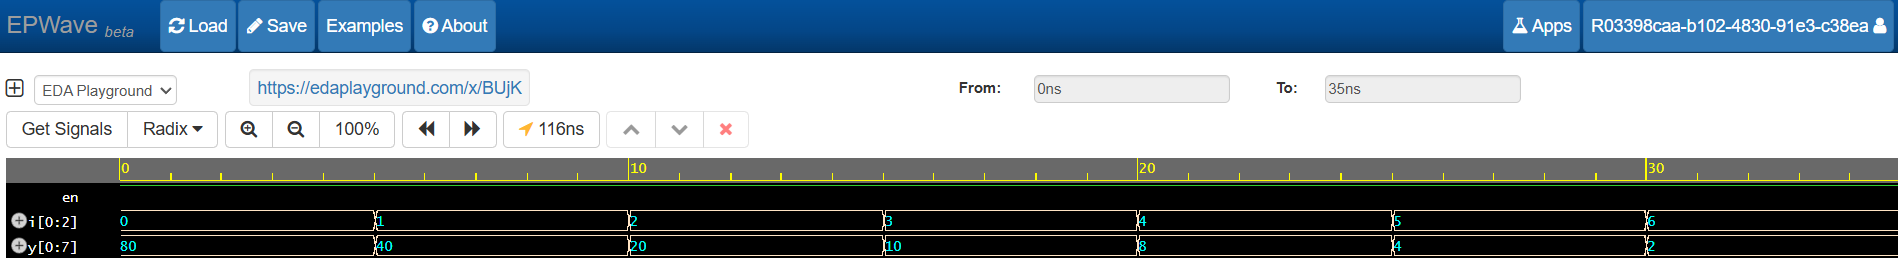 EPWave beta Load Save Examples About Apps R03398caa-b102-4830-91e3-c38ea
EDA Playground https://edaplayground.com/x/BUjK From: 0ns To: 35ns
Get Signals Radix 100% 116ns
0 10 20 30
en
i[0:2] 0 1 2 3 4 5 6
y[0:7] 80 40 20 10 8 4 2